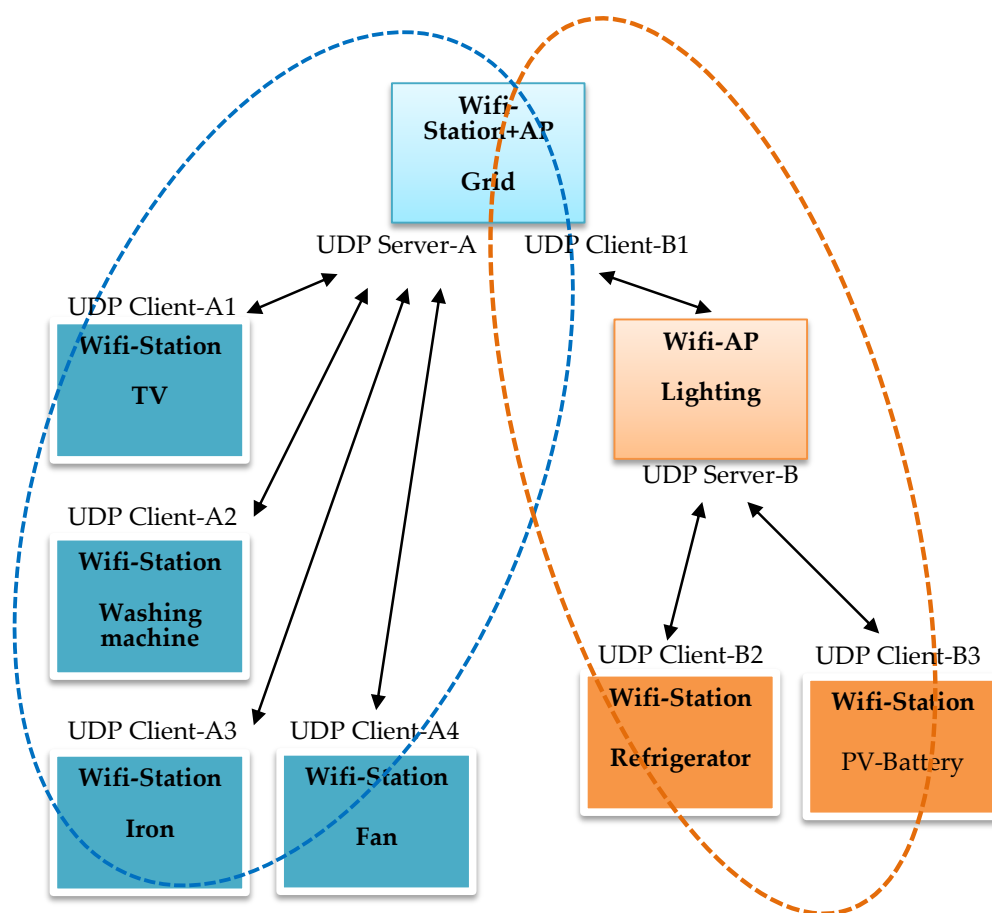 Wifi-
Station+AP
Grid
UDP Server-A
UDP Client-B1
UDP Client-A1
Wifi-Station
TV
Wifi-AP
Lighting
UDP Server-B
UDP Client-A2
Wifi-Station
Washing
machine
UDP Client-B2
Wifi-Station
Refrigerator
UDP Client-B3
Wifi-Station
PV-Battery
UDP Client-A3
Wifi-Station
Iron
UDP Client-A4
Wifi-Station
Fan